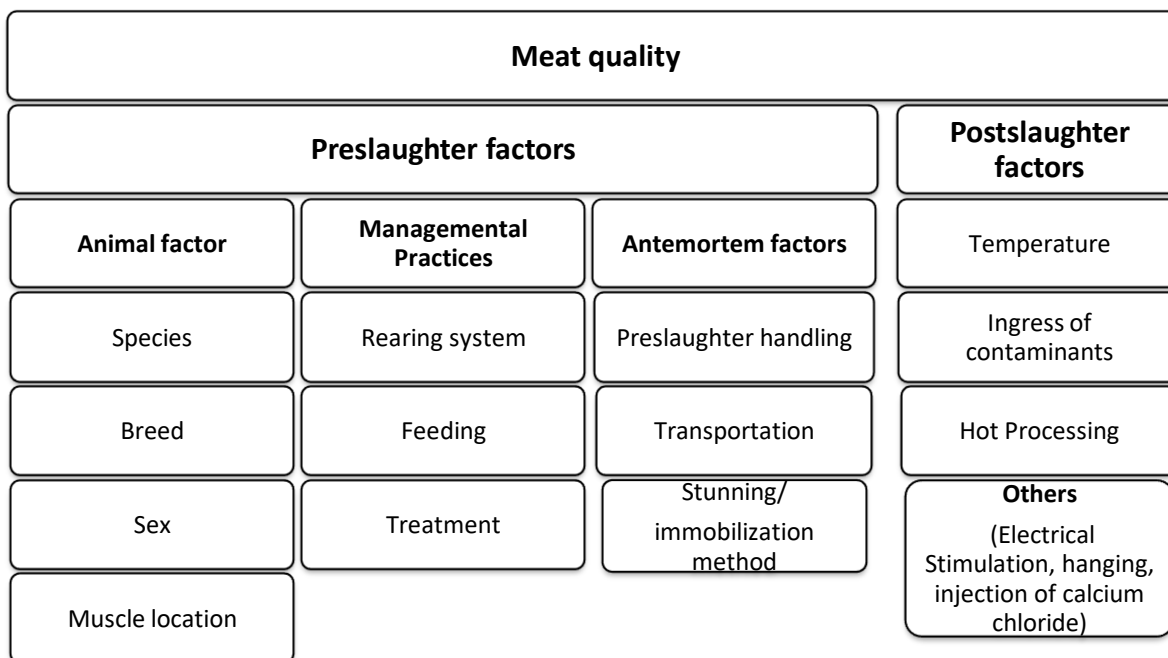 Meat quality
Preslaughter factors
Postslaughter
factors
Animal factor
Managemental
Practices
Antemortem factors
Temperature
Species
Rearing system
Preslaughter handling
Ingress of
contaminants
Breed
Feeding
Transportation
Hot Processing
Sex
Treatment
Stunning/
immobilization
method
Others
(Electrical
Stimulation, hanging,
injection of calcium
chloride)
Muscle location